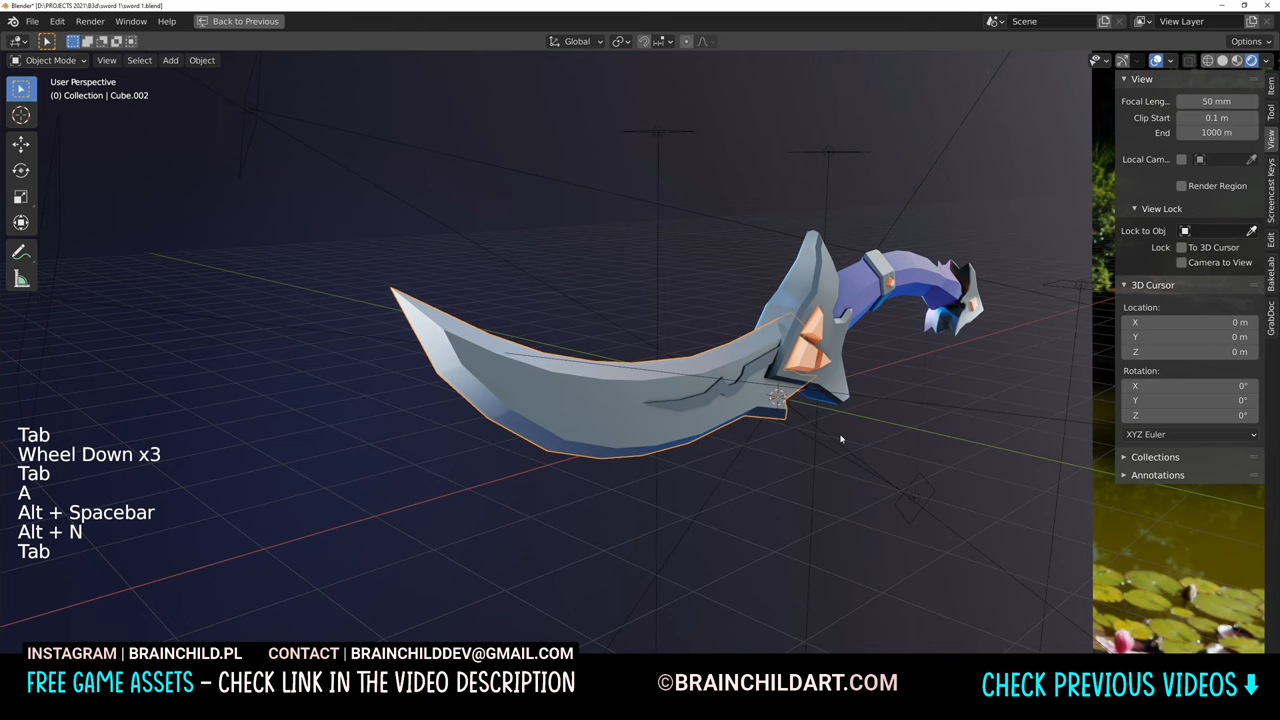 Blender* [D:\PROJECTS 2021\B3d\sword 1\sword 1.blend]
File Edit Render Window Help Back to Previous Scene View Layer
Global Options
Object Mode View Select Add Object
User Perspective
(0) Collection | Cube.002
View
Focal Leng.. 50 mm
Clip Start 0.1 m
End 1000 m
Local Cam..
Render Region
View Lock
Lock to Obj
Lock To 3D Cursor
Camera to View
3D Cursor
Location:
X 0 m
Y 0 m
Z 0 m
Rotation:
X 0°
Y 0°
Z 0°
XYZ Euler
Collections
Annotations
Item
Tool
View
Screencast Keys
Edit
BakeLab
GrabDoc
Tab
Wheel Down x3
Tab
A
Alt + Spacebar
Alt + N
Tab
INSTAGRAM | BRAINCHILD.PL CONTACT | BRAINCHILDDEV@GMAIL.COM
FREE GAME ASSETS – CHECK LINK IN THE VIDEO DESCRIPTION
©BRAINCHILDART.COM
CHECK PREVIOUS VIDEOS